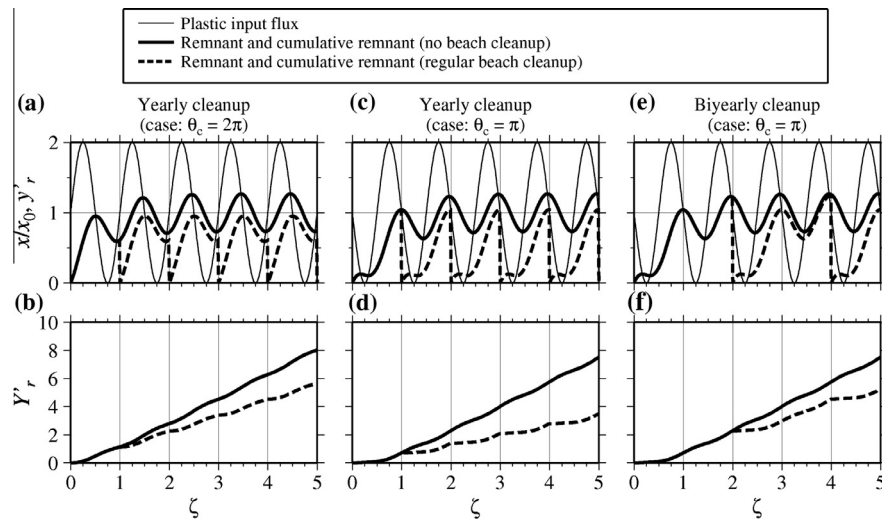 Plastic input flux
Remnant and cumulative remnant (no beach cleanup)
Remnant and cumulative remnant (regular beach cleanup)
(a) Yearly cleanup
(case: θc = 2π)
(c) Yearly cleanup
(case: θc = π)
(e) Biyearly cleanup
(case: θc = π)
x/x0, y'r
2
1
0
(b)
(d)
(f)
Y'r
10
8
6
4
2
0
0 1 2 3 4 5
0 1 2 3 4 5
0 1 2 3 4 5
ζ
ζ
ζ